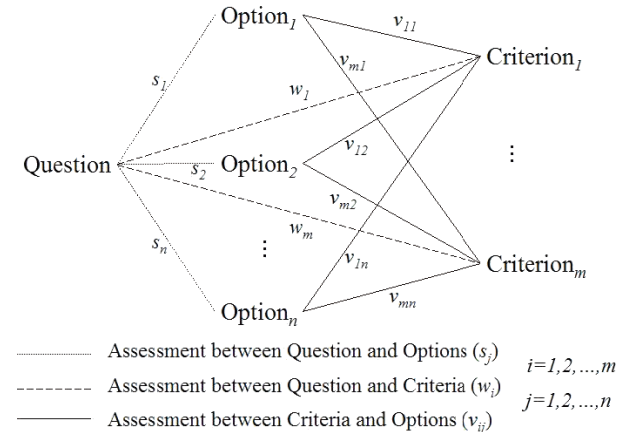 Option₁
v₁₁
Criterion₁
s₁
vₘ₁
w₁
Question
s₂
Option₂
v₁₂
⋮
vₘ₂
sₙ
wₘ
⋮
v₁ₙ
Criterionₘ
Optionₙ
vₘₙ
Assessment between Question and Options (sⱼ)
i=1,2,...,m
Assessment between Question and Criteria (wᵢ)
j=1,2,...,n
Assessment between Criteria and Options (vᵢⱼ)